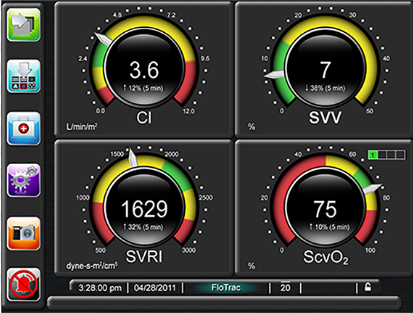 4.8 7.2
2.4 9.6
0.0 12.0
3.6
↑ 12% (5 min)
L/min/m²
CI
20 30
10 40
0 50
7
↓ 38% (5 min)
%
SVV
1500 2000
1000 2500
500 3000
1629
↑ 32% (5 min)
dyne-s-m²/cm⁵
SVRI
1
40 60
20 80
0 100
75
↑ 10% (5 min)
%
ScvO₂
3:28:00 pm 04/28/2011 FloTrac 20